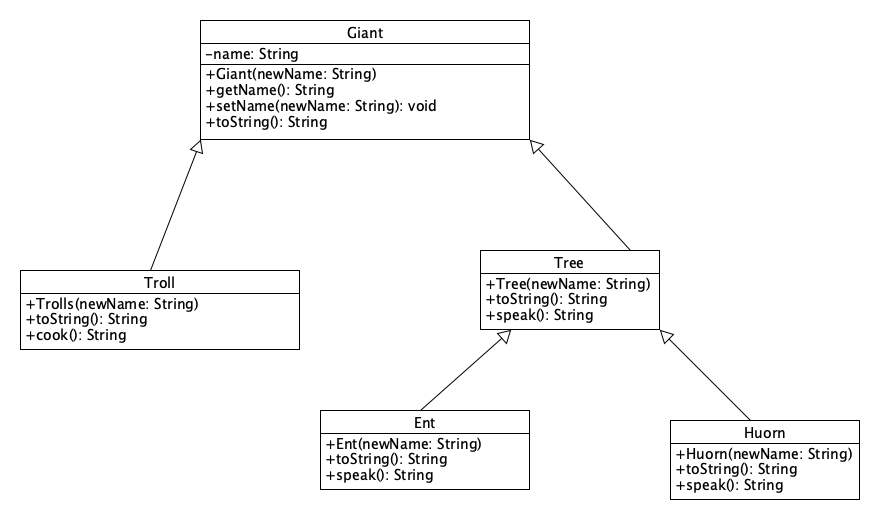 Giant
-name: String
+Giant(newName: String)
+getName(): String
+setName(newName: String): void
+toString(): String
Troll
+Trolls(newName: String)
+toString(): String
+cook(): String
Tree
+Tree(newName: String)
+toString(): String
+speak(): String
Ent
+Ent(newName: String)
+toString(): String
+speak(): String
Huorn
+Huorn(newName: String)
+toString(): String
+speak(): String